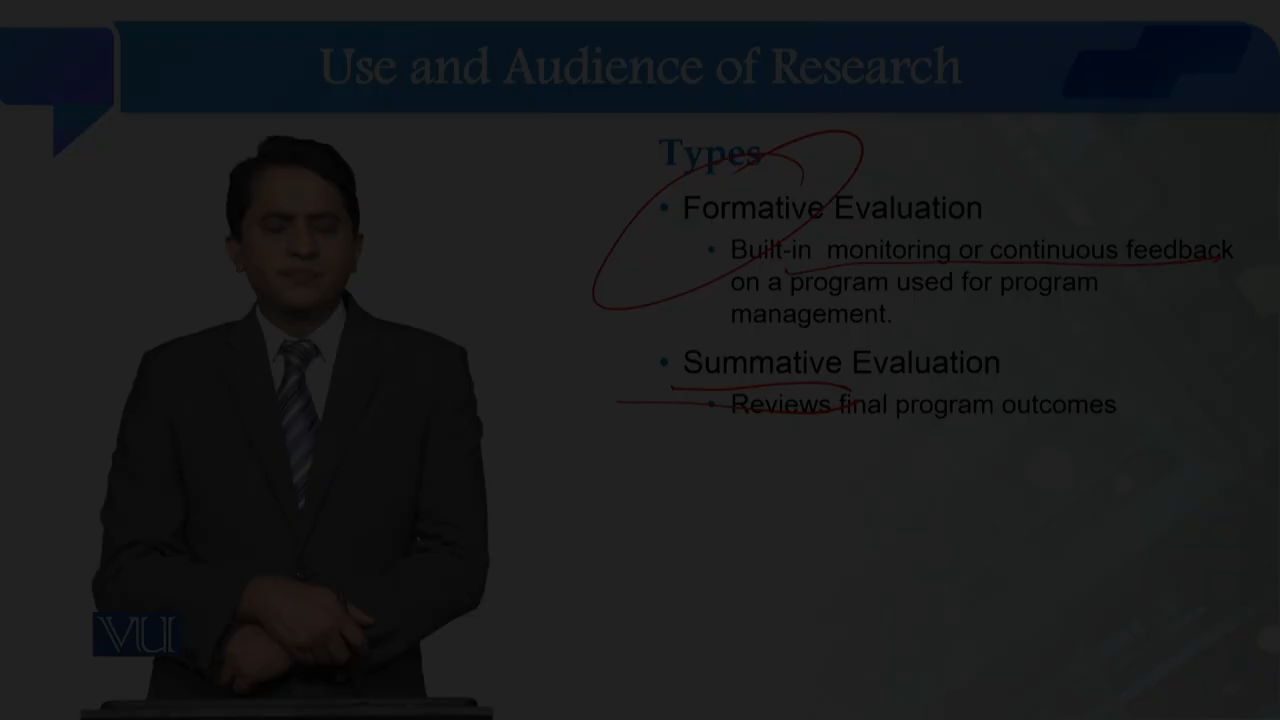 Use and Audience of Research
Types
• Formative Evaluation
• Built-in monitoring or continuous feedback
on a program used for program
management.
• Summative Evaluation
• Reviews final program outcomes
VU